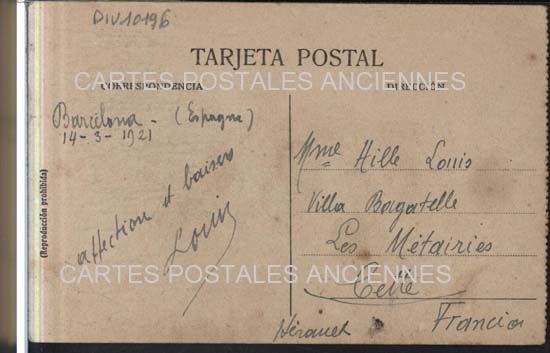 DIV10196
TARJETA POSTAL
CARTES POSTALES ANCIENNES
CORRESPONDENCIA
DIRECCIÓN
Barcelona - (Espagne)
14-3-1921
affection et baisers
Louis
(Reproducción prohibida)
Mme Hille Louis
Villa Bagatelle
Les Métairies
Cette
Hérault
Francia
CARTES POSTALES ANCIENNES